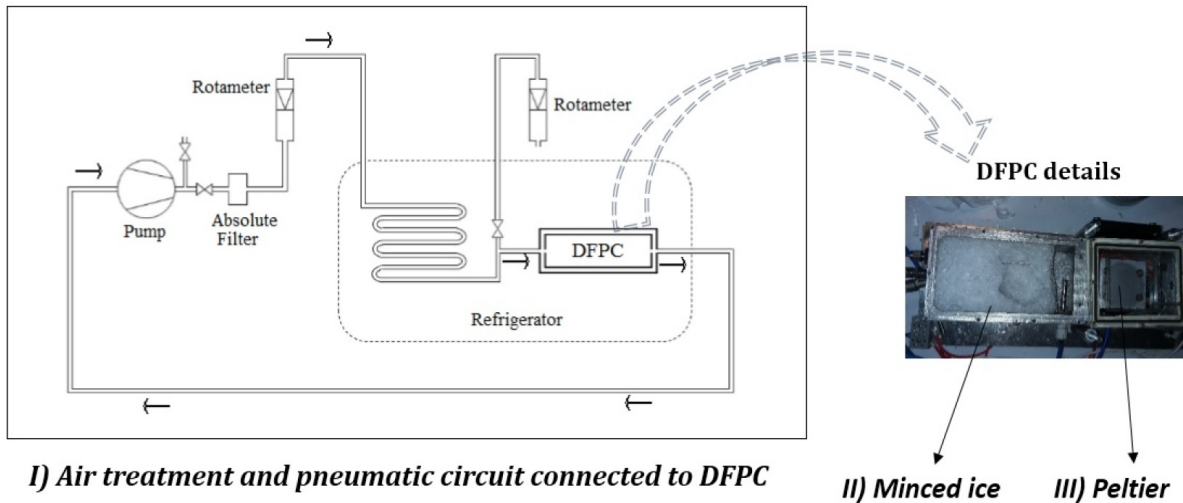 Rotameter
Rotameter
Pump
Absolute
Filter
DFPC
Refrigerator
DFPC details
I) Air treatment and pneumatic circuit connected to DFPC
II) Minced ice
III) Peltier